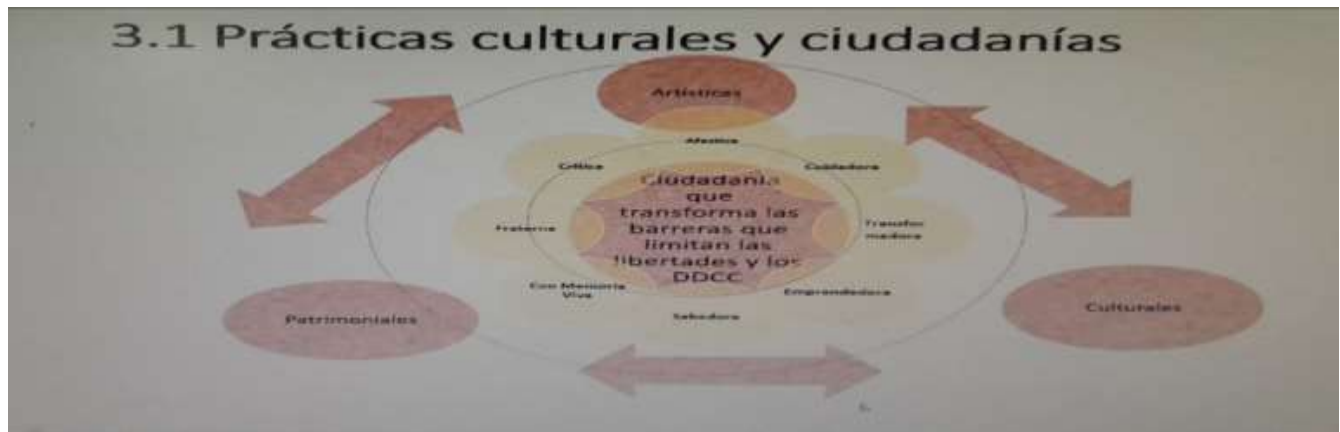 3.1 Prácticas culturales y ciudadanías
Artísticas
Afectiva
Crítica
Cuidadora
Ciudadanía
que
transforma las
barreras que
limitan las
libertades y los
DDCC
Fraterna
Transfor
madora
Con Memoria
Viva
Emprendedora
Sabedora
Patrimoniales
Culturales